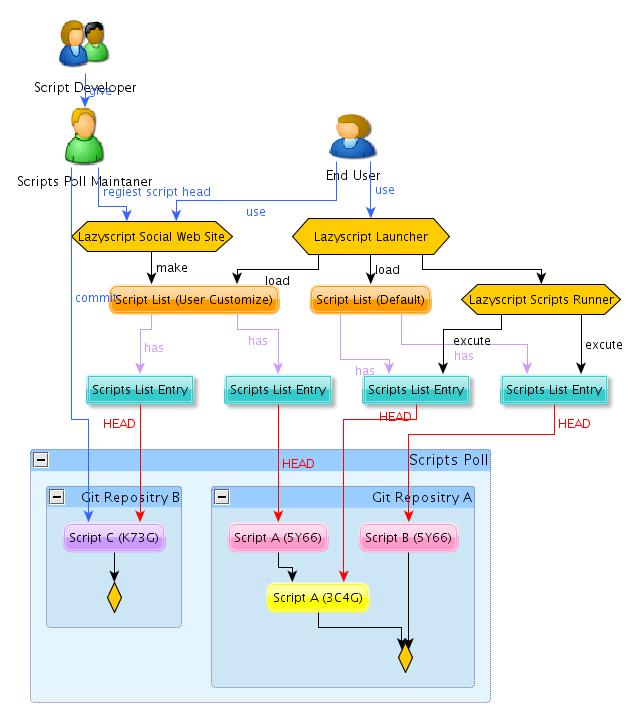 Script Developer
give
Scripts Poll Maintaner
End User
regiest script head
use
use
Lazyscript Social Web Site
Lazyscript Launcher
make
load
load
commit
Script List (User Customize)
Script List (Default)
Lazyscript Scripts Runner
has
has
has
excute
has
excute
Scripts List Entry
Scripts List Entry
Scripts List Entry
Scripts List Entry
HEAD
HEAD
HEAD
HEAD
Scripts Poll
Git Repositry B
Git Repositry A
Script C (K73G)
Script A (5Y66)
Script B (5Y66)
Script A (3C4G)